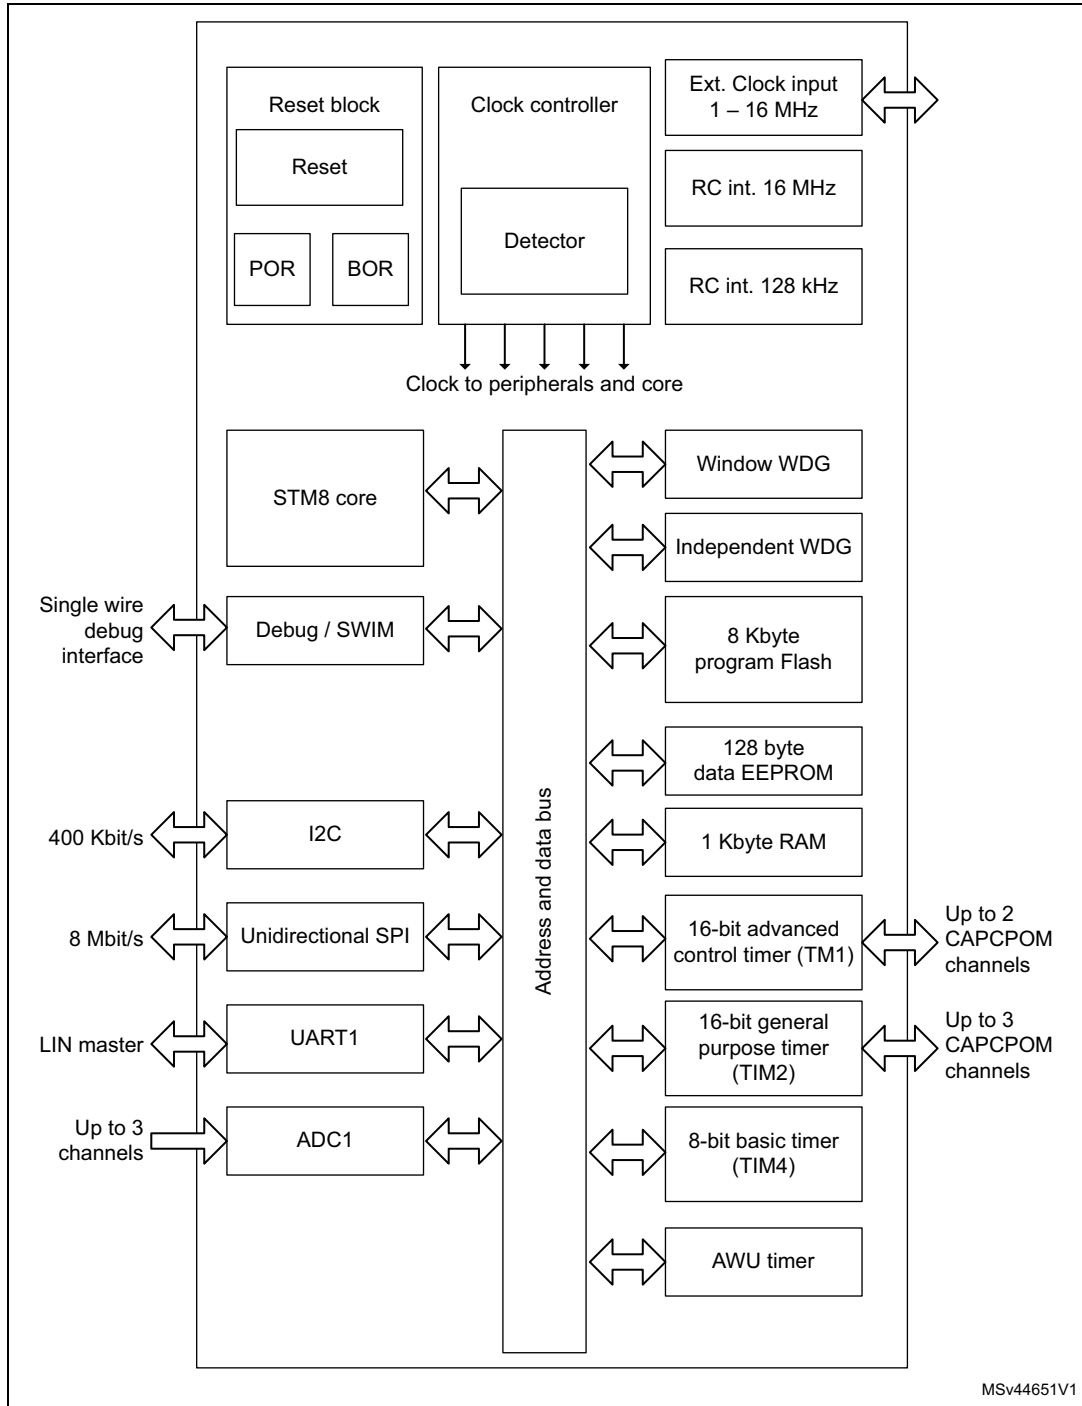 Reset block
Reset
POR
BOR
Clock controller
Detector
Ext. Clock input
1 – 16 MHz
RC int. 16 MHz
RC int. 128 kHz
Clock to peripherals and core
STM8 core
Single wire
debug
interface
Debug / SWIM
400 Kbit/s
I2C
8 Mbit/s
Unidirectional SPI
LIN master
UART1
Up to 3
channels
ADC1
Address and data bus
Window WDG
Independent WDG
8 Kbyte
program Flash
128 byte
data EEPROM
1 Kbyte RAM
16-bit advanced
control timer (TM1)
Up to 2
CAPCPOM
channels
16-bit general
purpose timer
(TIM2)
Up to 3
CAPCPOM
channels
8-bit basic timer
(TIM4)
AWU timer
MSv44651V1